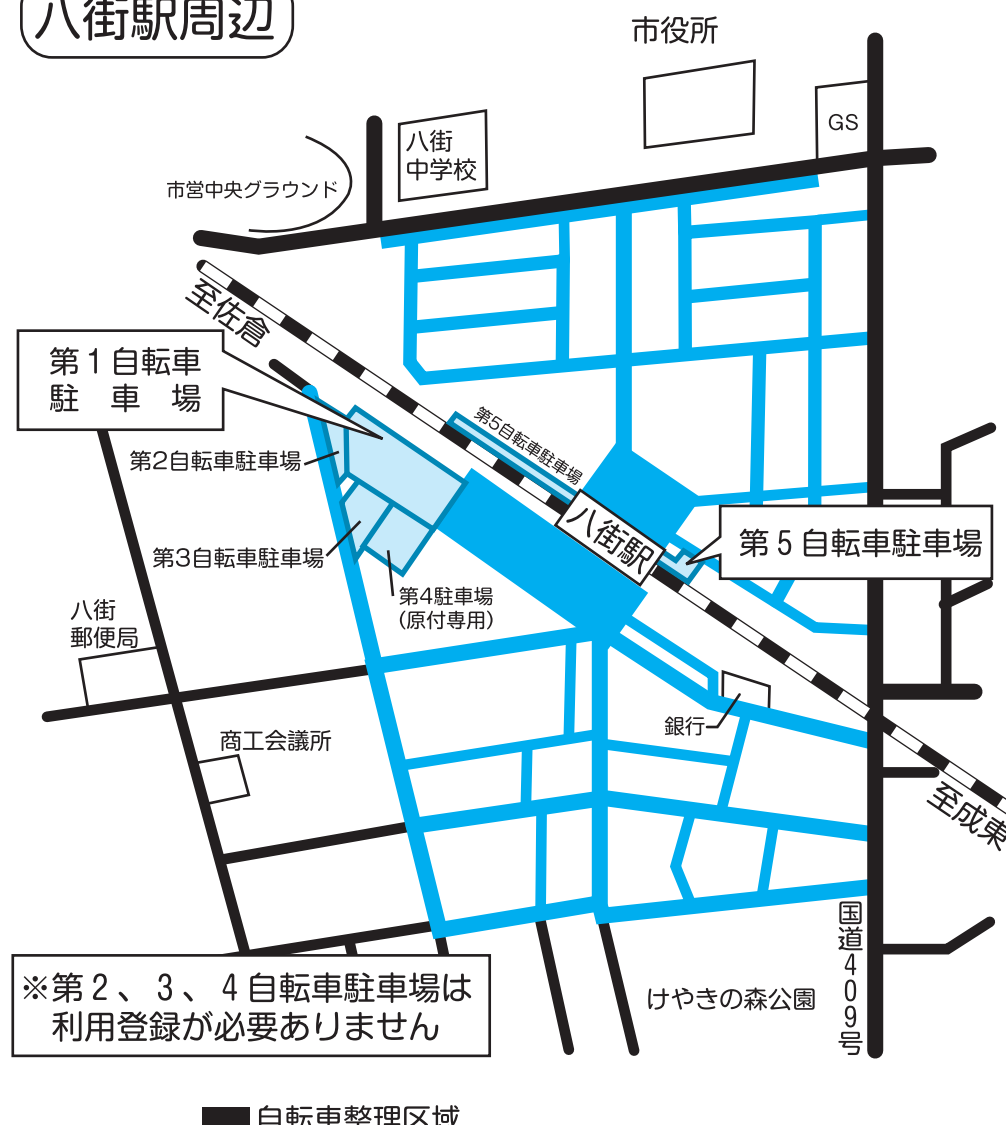 八街駅周辺
市役所
GS
八街
中学校
市営中央グラウンド
至佐倉
第1自転車
駐車場
第5自転車駐車場
第2自転車駐車場
八街駅
第5自転車駐車場
第3自転車駐車場
第4駐車場
(原付専用)
八街
郵便局
銀行
商工会議所
至成東
国道409号
※第2、3、4自転車駐車場は
利用登録が必要ありません
けやきの森公園
自転車整理区域